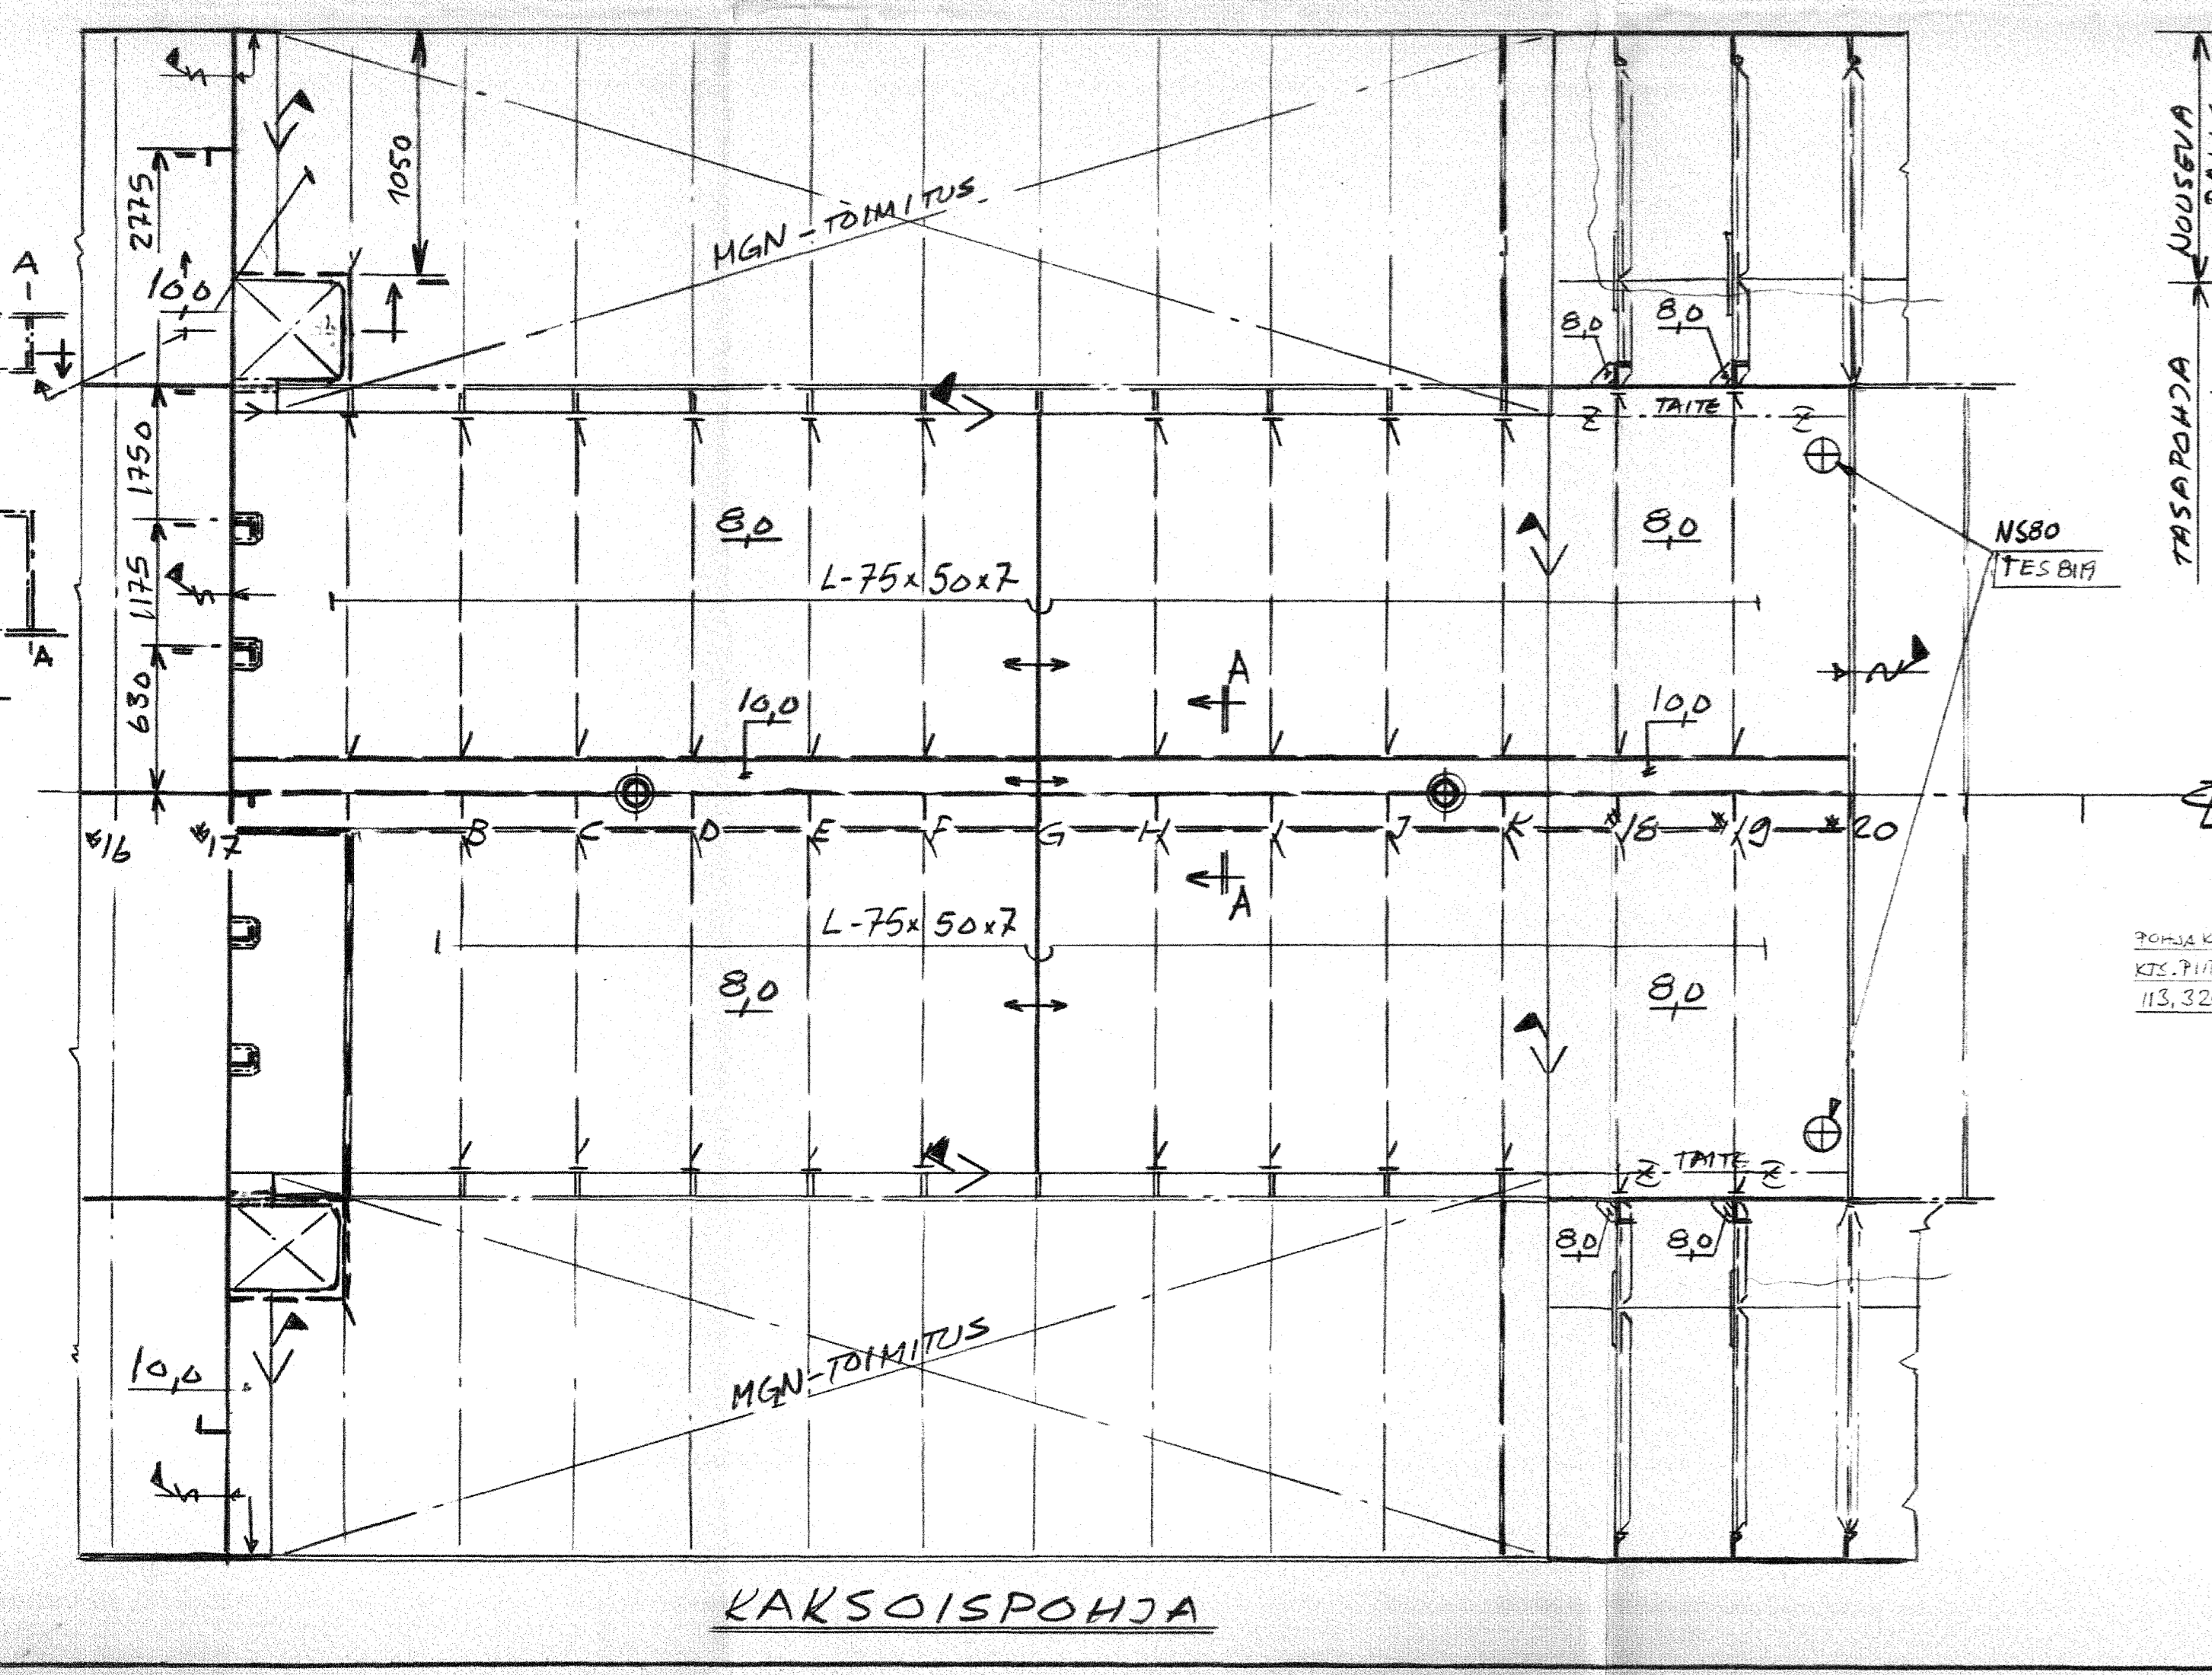 NOUSEVA
TASAPOHJA
1050
2775
MGN-TOIMITUS
A
10,0
8,0
8,0
TAITE
1750
8,0
8,0
NS80
L-75x50x7
1175
A
A
630
10,0
10,0
16
17
B
C
D
E
F
G
H
I
J
K
18
19
20
A
L-75x50x7
8,0
8,0
KTS.
TAITE
8,0
8,0
MGN-TOIMITUS
10,0
KAKSOISPOHJA